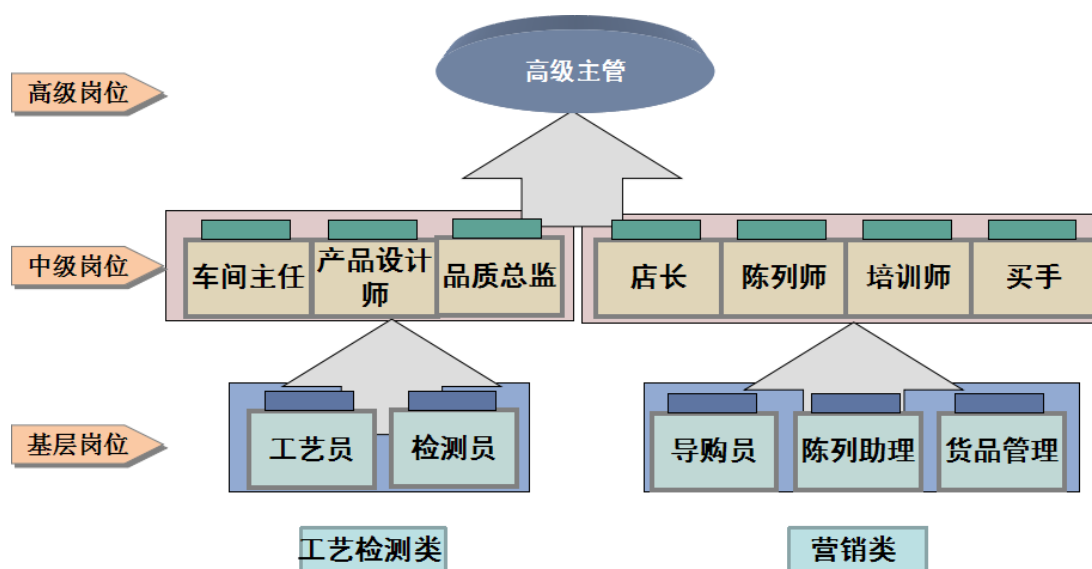 高级主管
高级岗位
中级岗位
车间主任
产品设计
师
品质总监
店长
陈列师
培训师
买手
基层岗位
工艺员
检测员
导购员
陈列助理
货品管理
工艺检测类
营销类